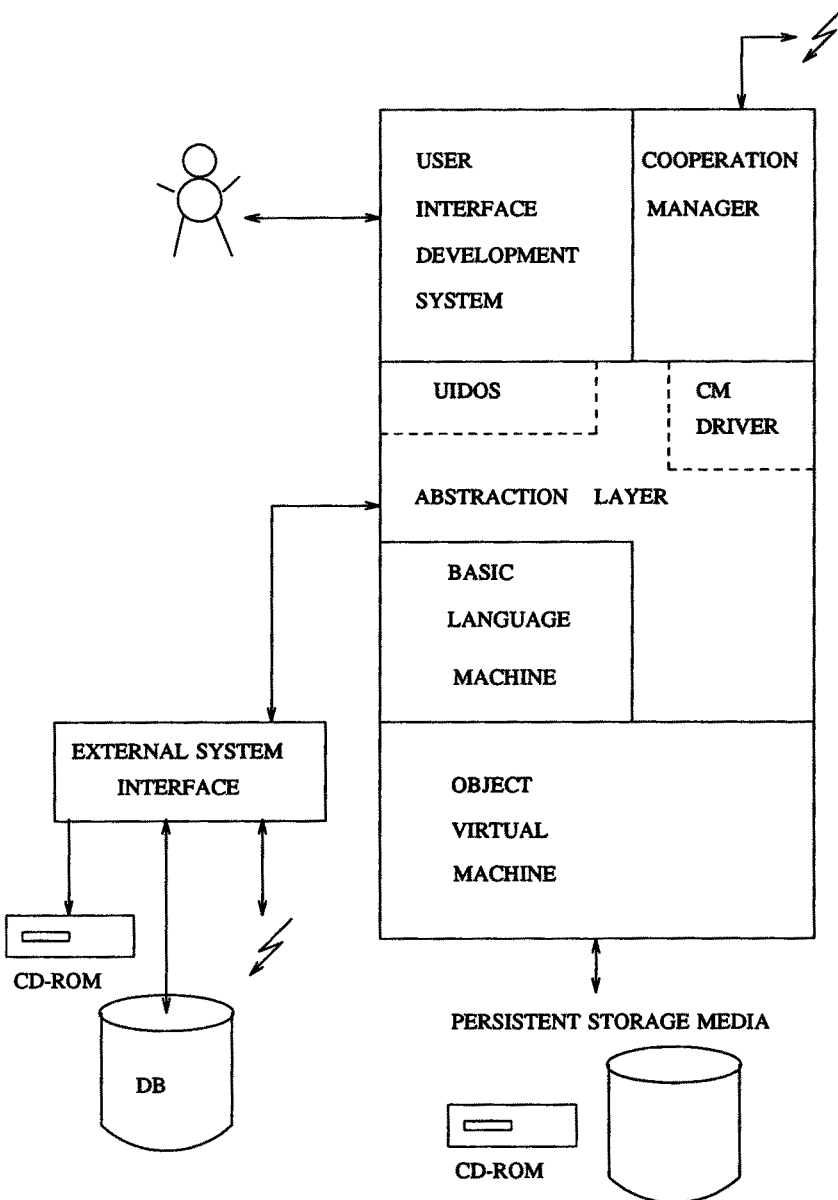 USER
INTERFACE
DEVELOPMENT
SYSTEM
COOPERATION
MANAGER
UIDOS
CM
DRIVER
ABSTRACTION LAYER
BASIC
LANGUAGE
MACHINE
EXTERNAL SYSTEM
INTERFACE
OBJECT
VIRTUAL
MACHINE
CD-ROM
DB
PERSISTENT STORAGE MEDIA
CD-ROM